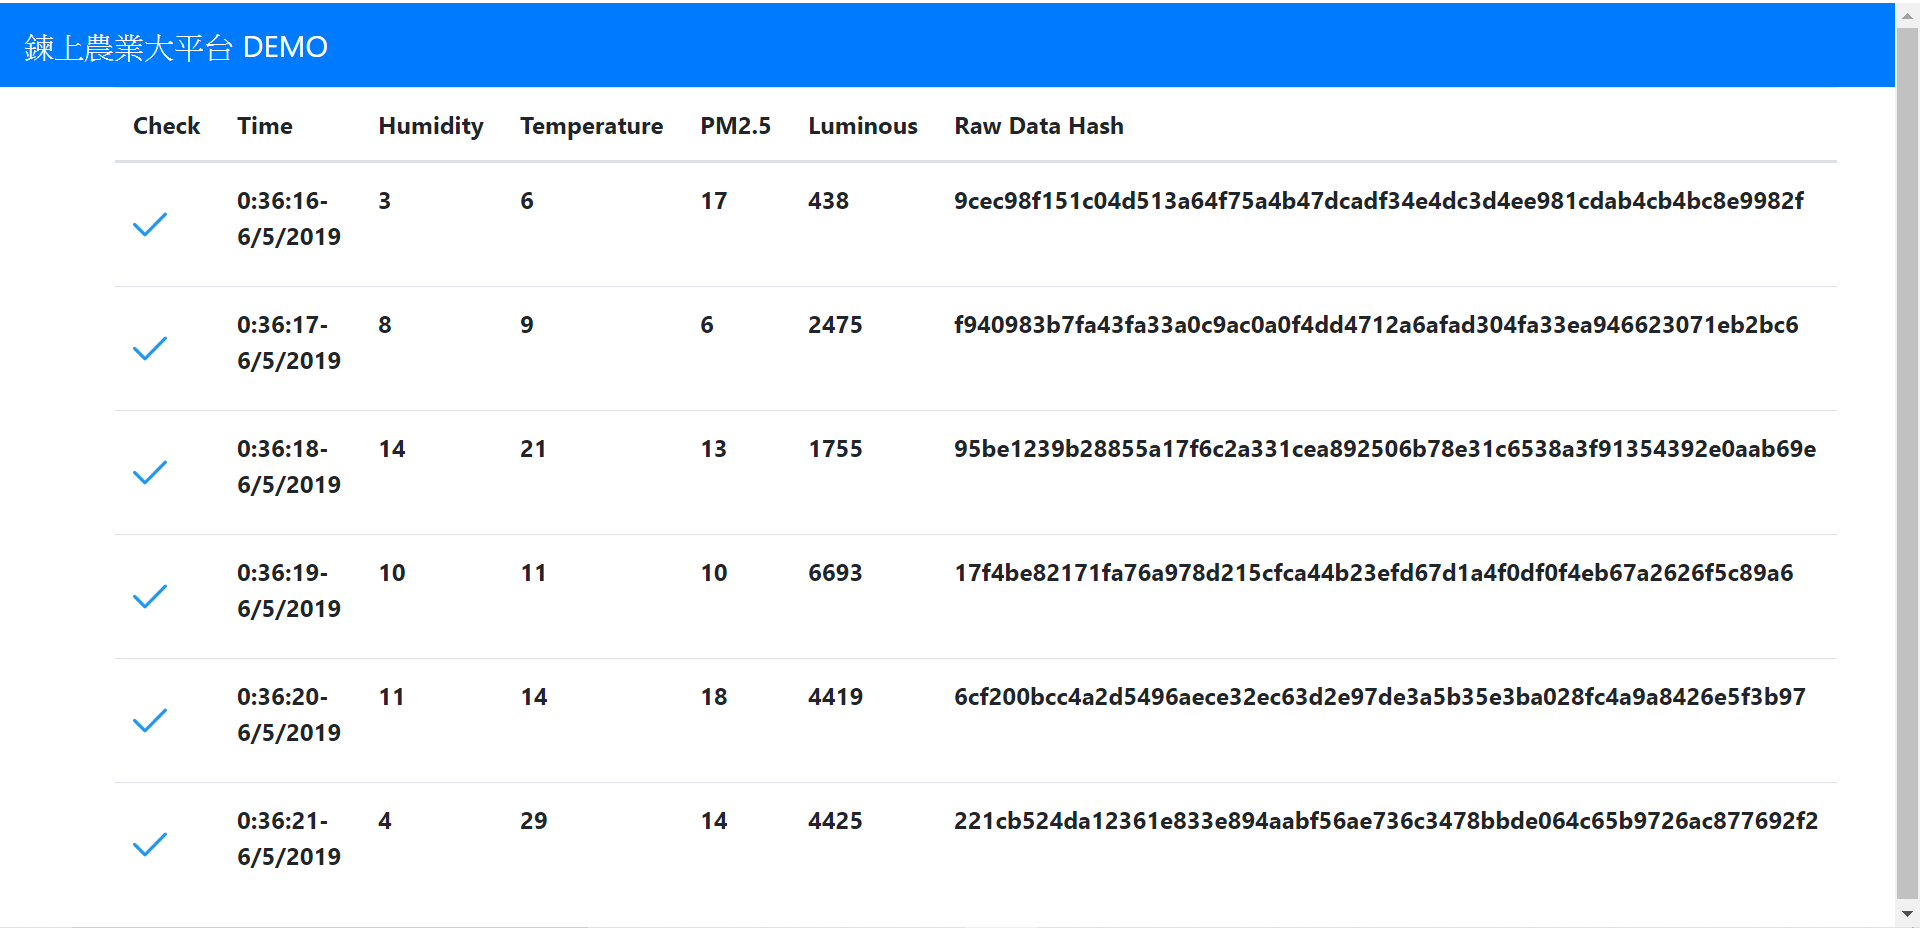 鍊上農業大平台 DEMO
Check Time Humidity Temperature PM2.5 Luminous Raw Data Hash
0:36:16- 3 6 17 438 9cec98f151c04d513a64f75a4b47dcadf34e4dc3d4ee981cdab4cb4bc8e9982f
6/5/2019
0:36:17- 8 9 6 2475 f940983b7fa43fa33a0c9ac0a0f4dd4712a6afad304fa33ea946623071eb2bc6
6/5/2019
0:36:18- 14 21 13 1755 95be1239b28855a17f6c2a331cea892506b78e31c6538a3f91354392e0aab69e
6/5/2019
0:36:19- 10 11 10 6693 17f4be82171fa76a978d215cfca44b23efd67d1a4f0df0f4eb67a2626f5c89a6
6/5/2019
0:36:20- 11 14 18 4419 6cf200bcc4a2d5496aece32ec63d2e97de3a5b35e3ba028fc4a9a8426e5f3b97
6/5/2019
0:36:21- 4 29 14 4425 221cb524da12361e833e894aabf56ae736c3478bbde064c65b9726ac877692f2
6/5/2019